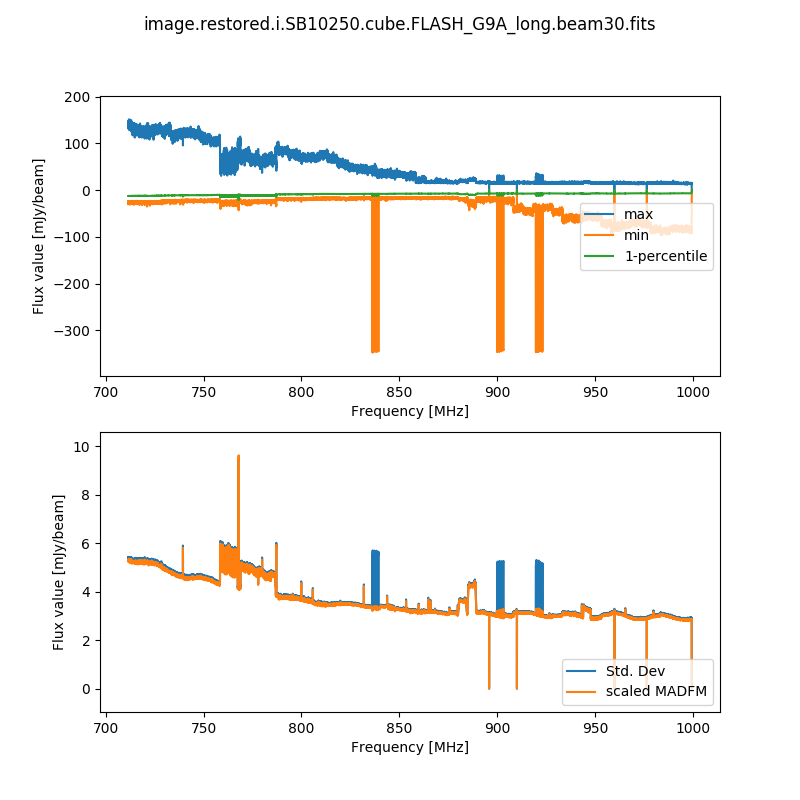 image.restored.i.SB10250.cube.FLASH_G9A_long.beam30.fits
200
100
0
−100
−200
−300
Flux value [mJy/beam]
max
min
1-percentile
700 750 800 850 900 950 1000
Frequency [MHz]
10
8
6
4
2
0
Flux value [mJy/beam]
Std. Dev
scaled MADFM
700 750 800 850 900 950 1000
Frequency [MHz]